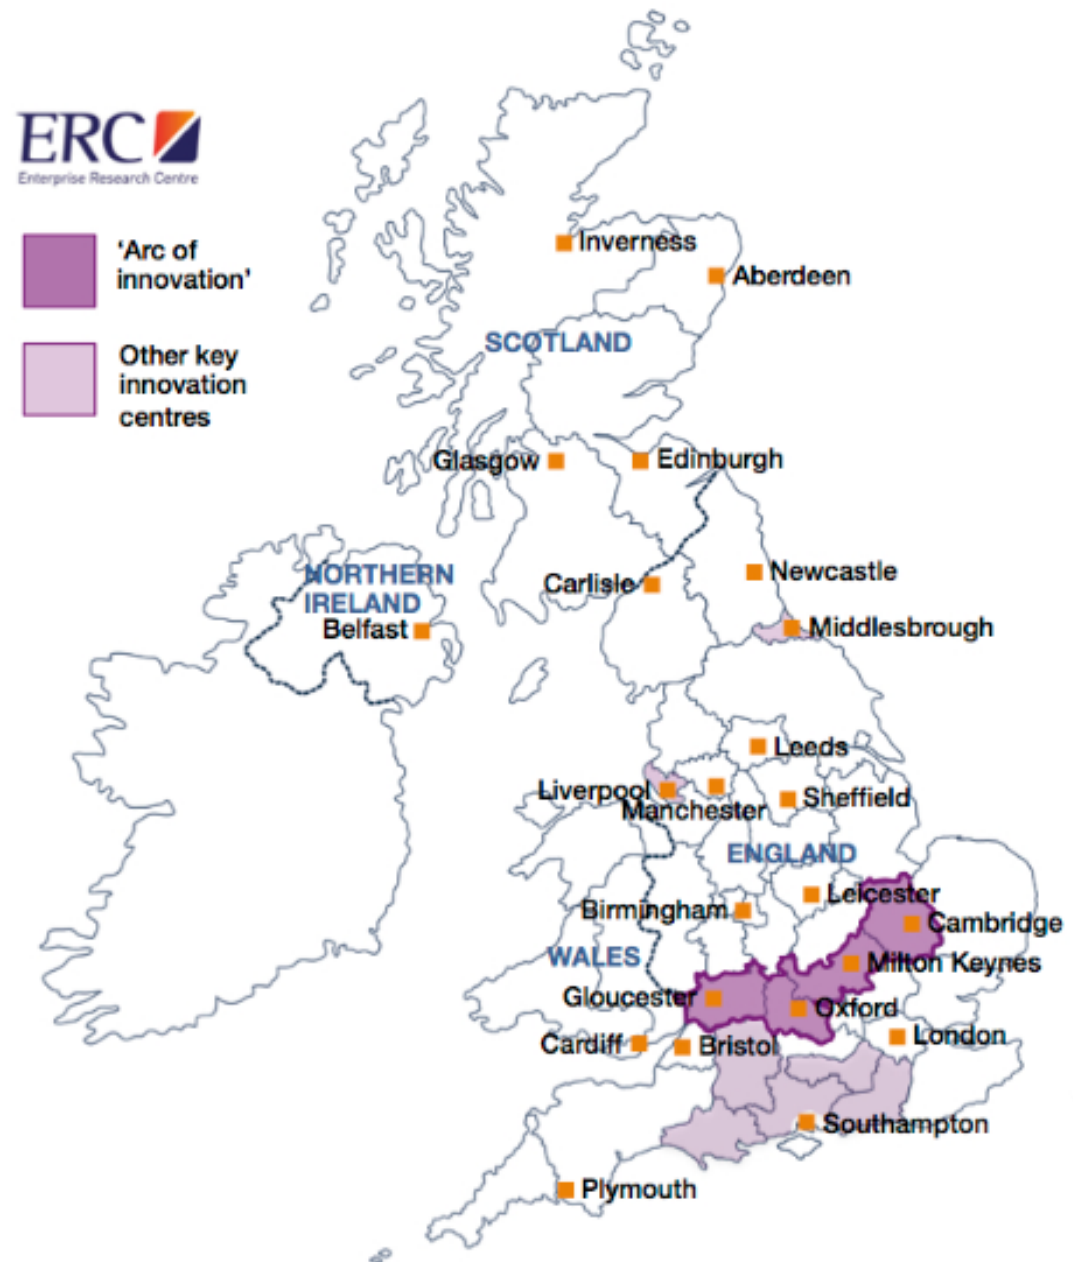 ERC
Enterprise Research Centre
'Arc of
innovation'
Other key
innovation
centres
Inverness
Aberdeen
SCOTLAND
Glasgow
Edinburgh
NORTHERN
IRELAND
Belfast
Carlisle
Newcastle
Middlesbrough
Leeds
Liverpool
Manchester
Sheffield
ENGLAND
Leicester
Birmingham
Cambridge
WALES
Milton Keynes
Gloucester
Oxford
Cardiff
Bristol
London
Southampton
Plymouth